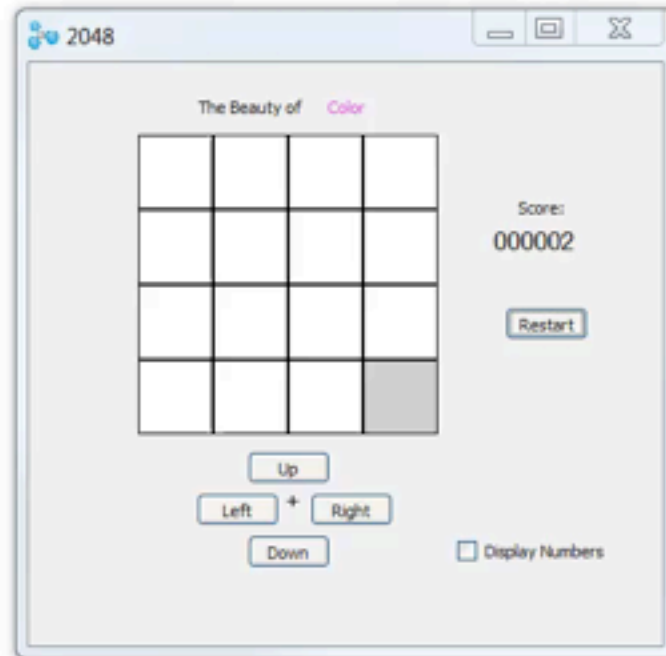 2048
The Beauty of Color
Score:
000002
Restart
Up
Left + Right
Down
Display Numbers